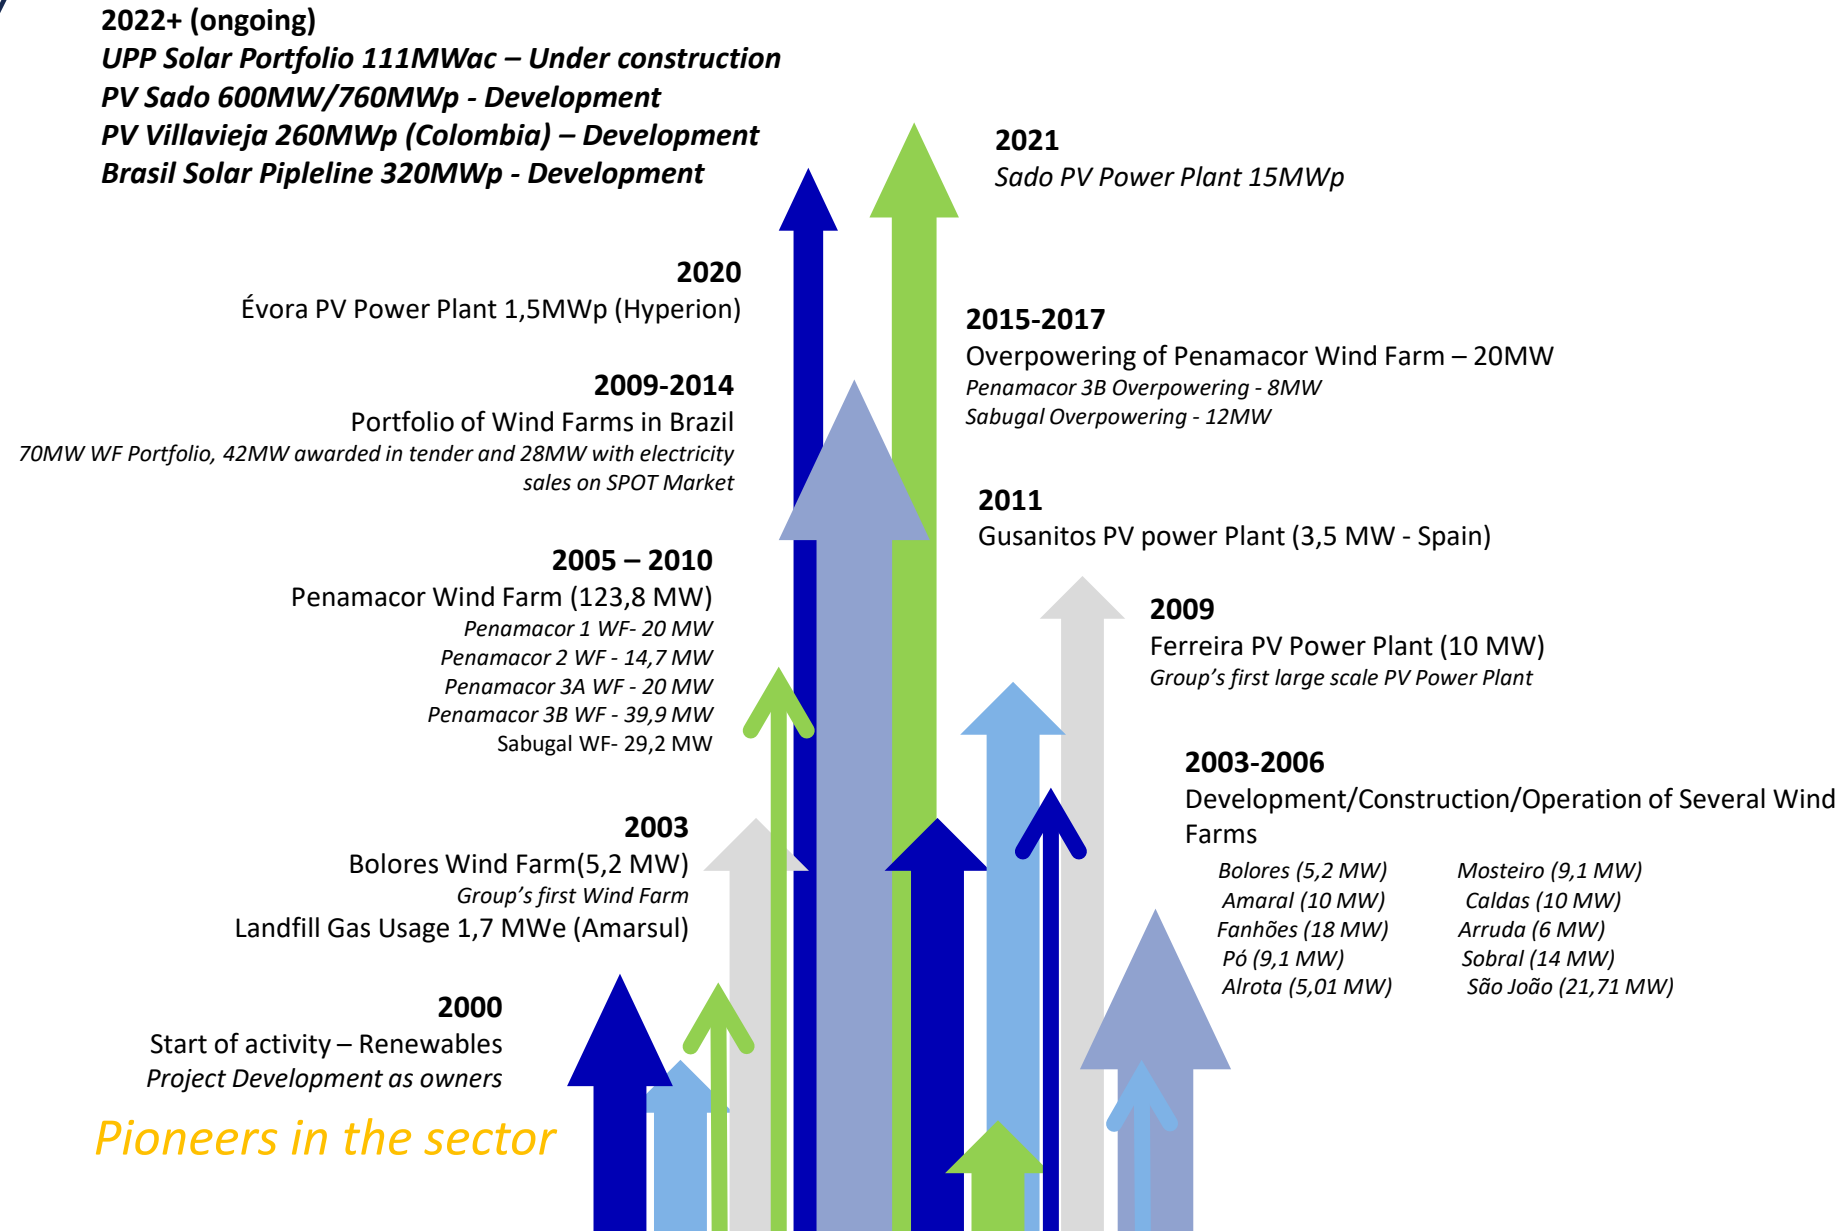 2022+ (ongoing)
UPP Solar Portfolio 111MWac – Under construction
PV Sado 600MW/760MWp - Development
PV Villavieja 260MWp (Colombia) – Development
Brasil Solar Pipleline 320MWp - Development
2021
Sado PV Power Plant 15MWp
2020
Évora PV Power Plant 1,5MWp (Hyperion)
2015-2017
Overpowering of Penamacor Wind Farm – 20MW
Penamacor 3B Overpowering - 8MW
Sabugal Overpowering - 12MW
2009-2014
Portfolio of Wind Farms in Brazil
70MW WF Portfolio, 42MW awarded in tender and 28MW with electricity
sales on SPOT Market
2011
Gusanitos PV power Plant (3,5 MW - Spain)
2005 – 2010
Penamacor Wind Farm (123,8 MW)
Penamacor 1 WF- 20 MW
Penamacor 2 WF - 14,7 MW
Penamacor 3A WF - 20 MW
Penamacor 3B WF - 39,9 MW
Sabugal WF- 29,2 MW
2009
Ferreira PV Power Plant (10 MW)
Group's first large scale PV Power Plant
2003
Bolores Wind Farm(5,2 MW)
Group's first Wind Farm
Landfill Gas Usage 1,7 MWe (Amarsul)
2003-2006
Development/Construction/Operation of Several Wind
Farms
Bolores (5,2 MW)
Amaral (10 MW)
Fanhões (18 MW)
Pó (9,1 MW)
Alrota (5,01 MW)
Mosteiro (9,1 MW)
Caldas (10 MW)
Arruda (6 MW)
Sobral (14 MW)
São João (21,71 MW)
2000
Start of activity – Renewables
Project Development as owners
Pioneers in the sector